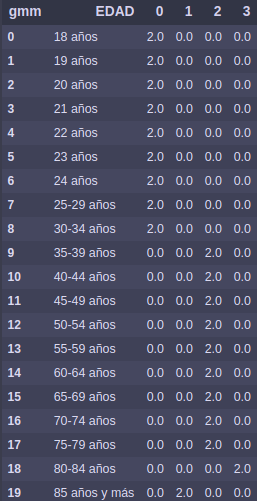 gmm EDAD 0 1 2 3
0 18 años 2.0 0.0 0.0 0.0
1 19 años 2.0 0.0 0.0 0.0
2 20 años 2.0 0.0 0.0 0.0
3 21 años 2.0 0.0 0.0 0.0
4 22 años 2.0 0.0 0.0 0.0
5 23 años 2.0 0.0 0.0 0.0
6 24 años 2.0 0.0 0.0 0.0
7 25-29 años 2.0 0.0 0.0 0.0
8 30-34 años 2.0 0.0 0.0 0.0
9 35-39 años 0.0 0.0 2.0 0.0
10 40-44 años 0.0 0.0 2.0 0.0
11 45-49 años 0.0 0.0 2.0 0.0
12 50-54 años 0.0 0.0 2.0 0.0
13 55-59 años 0.0 0.0 2.0 0.0
14 60-64 años 0.0 0.0 2.0 0.0
15 65-69 años 0.0 0.0 2.0 0.0
16 70-74 años 0.0 0.0 2.0 0.0
17 75-79 años 0.0 0.0 2.0 0.0
18 80-84 años 0.0 0.0 0.0 2.0
19 85 años y más 0.0 2.0 0.0 0.0